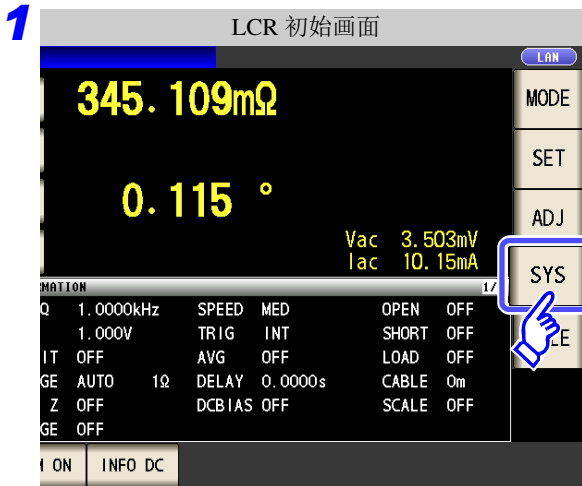 1
LCR 初始画面
LAN
345.109mΩ
MODE
SET
0.115 °
ADJ
Vac 3.503mV
Iac 10.15mA
SYS
MATION 1/
Q 1.0000kHz SPEED MED OPEN OFF
1.000V TRIG INT SHORT OFF
IT OFF AVG OFF LOAD OFF
GE AUTO 1Ω DELAY 0.0000s CABLE 0m
Z OFF DCBIAS OFF SCALE OFF
GE OFF
ON INFO DC